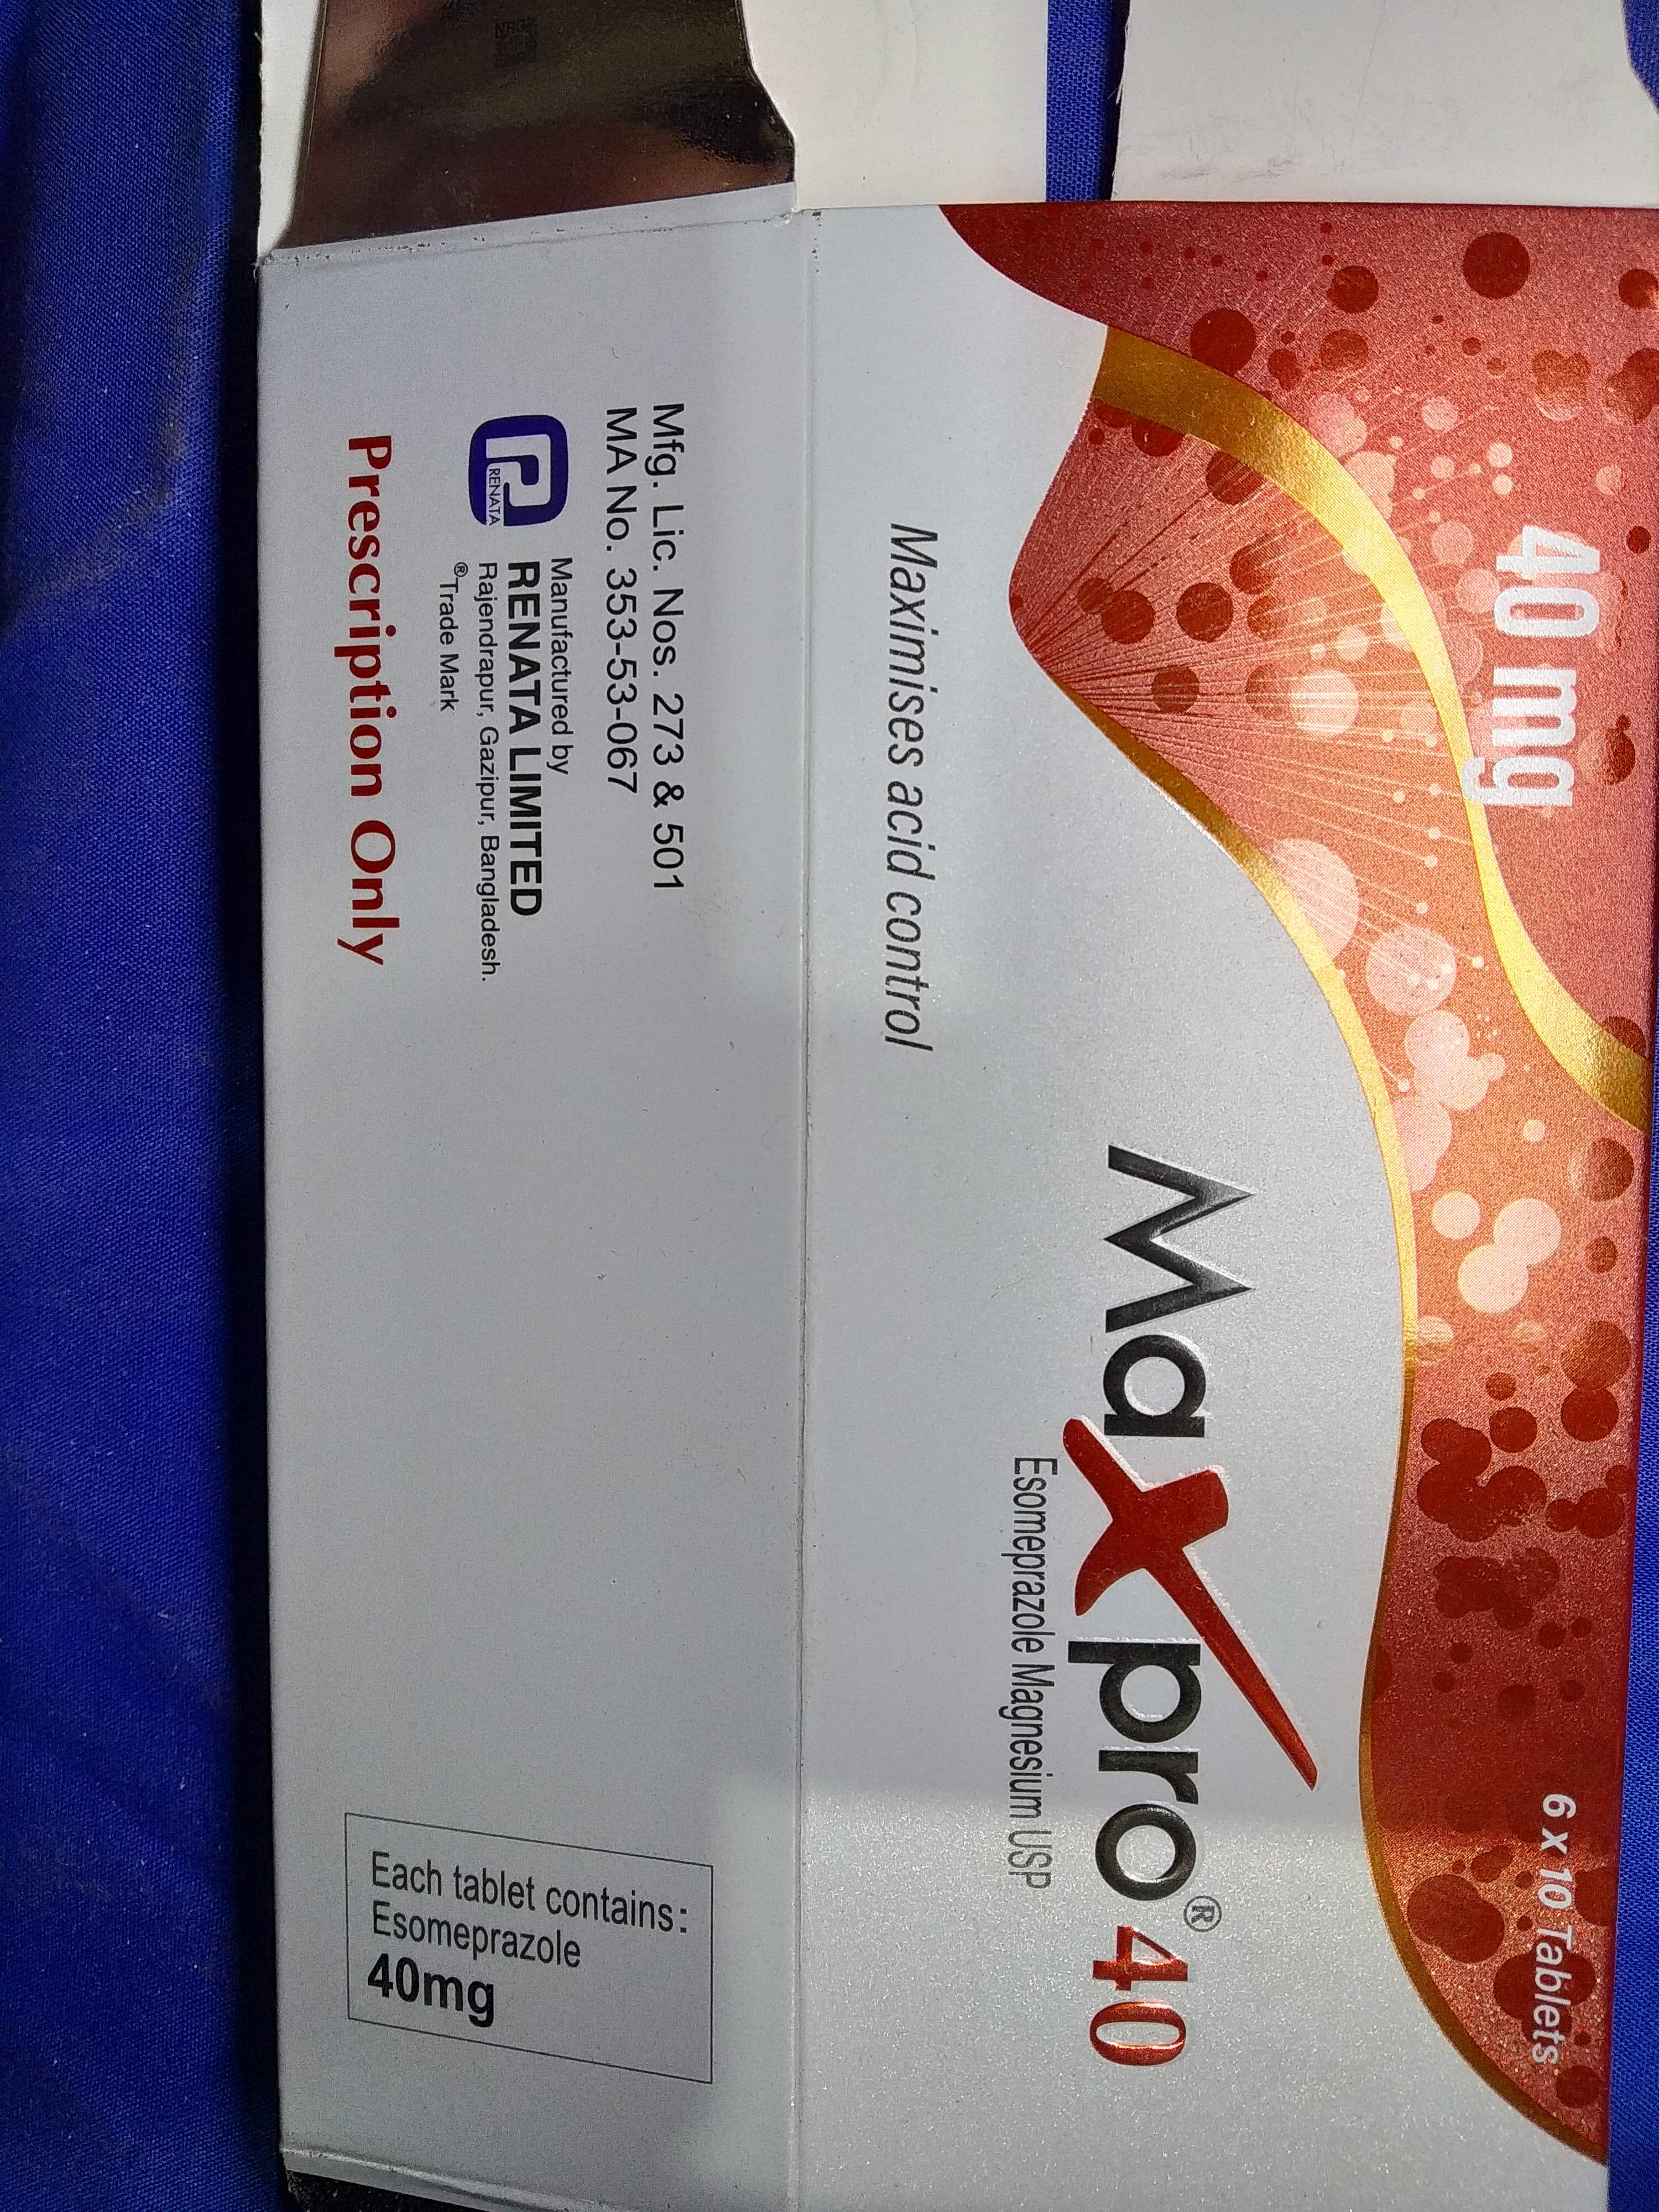 40 mg
6 x 10 Tablets
Maxpro® 40
Esomeprazole Magnesium USP
Maximises acid control
Mfg. Lic. Nos. 273 & 501
MA No. 353-53-067
Manufactured by
RENATA LIMITED
Rajendrapur, Gazipur, Bangladesh.
®Trade Mark
RENATA
Prescription Only
Each tablet contains:
Esomeprazole
40mg